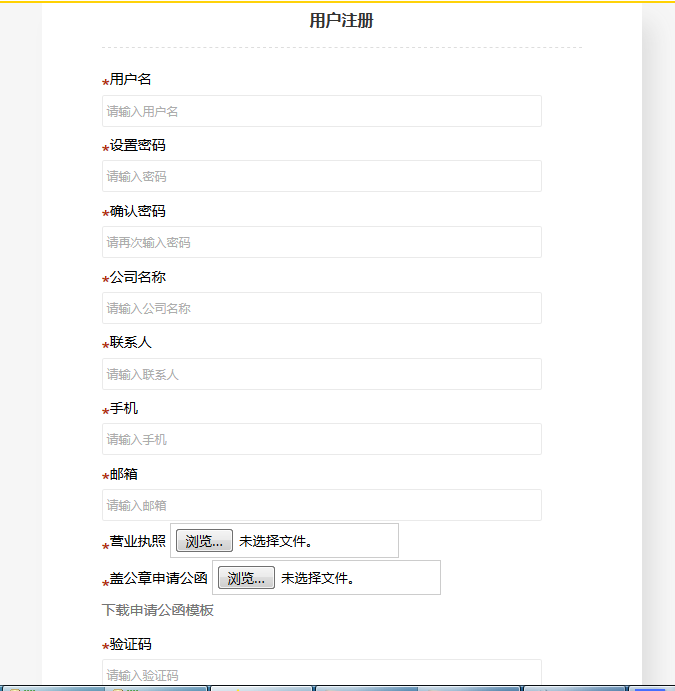 用户注册
*用户名
请输入用户名
*设置密码
请输入密码
*确认密码
请再次输入密码
*公司名称
请输入公司名称
*联系人
请输入联系人
*手机
请输入手机
*邮箱
请输入邮箱
*营业执照 浏览... 未选择文件。
*盖公章申请公函 浏览... 未选择文件。
下载申请公函模板
*验证码
请输入验证码